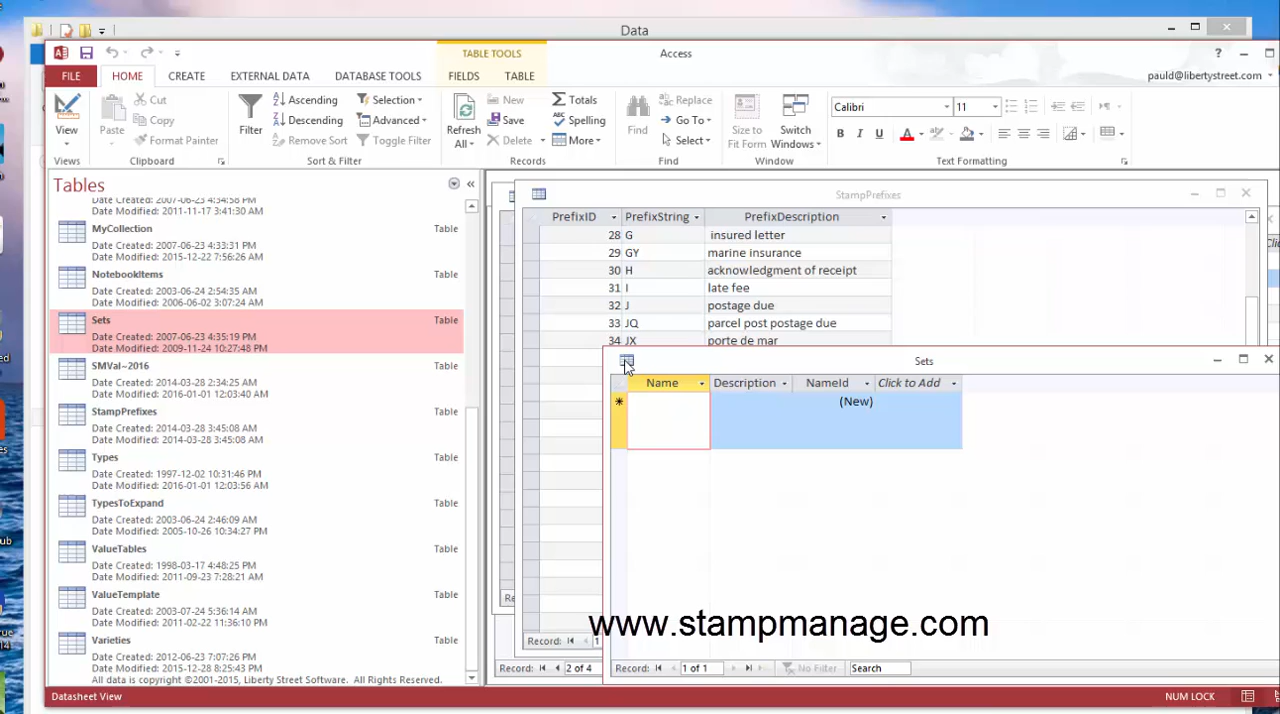 Data
TABLE TOOLS
Access
FILE
HOME
CREATE
EXTERNAL DATA
DATABASE TOOLS
FIELDS
TABLE
pauld@libertystreet.com
View
Views
Paste
Cut
Copy
Format Painter
Clipboard
Filter
Ascending
Descending
Remove Sort
Selection
Advanced
Toggle Filter
Sort & Filter
Refresh All
New
Save
Delete
Totals
Spelling
More
Records
Find
Replace
Go To
Select
Find
Size to Fit Form
Switch Windows
Window
Calibri
11
B I U A
Text Formatting
Tables
Date Modified: 2011-11-17 3:41:30 AM
MyCollection Table
Date Created: 2007-06-23 4:33:31 PM
Date Modified: 2015-12-22 7:56:26 AM
NotebookItems Table
Date Created: 2003-06-24 2:54:35 AM
Date Modified: 2006-06-02 3:07:24 AM
Sets Table
Date Created: 2007-06-23 4:35:19 PM
Date Modified: 2009-11-24 10:27:48 PM
SMVal~2016 Table
Date Created: 2014-03-28 2:34:25 AM
Date Modified: 2016-01-01 12:03:40 AM
StampPrefixes Table
Date Created: 2014-03-28 3:45:08 AM
Date Modified: 2014-03-28 3:45:08 AM
Types Table
Date Created: 1997-12-02 10:31:46 PM
Date Modified: 2016-01-01 12:03:56 AM
TypesToExpand Table
Date Created: 2003-06-24 2:46:09 AM
Date Modified: 2005-10-26 10:34:27 PM
ValueTables Table
Date Created: 1998-03-17 4:48:25 PM
Date Modified: 2011-09-23 7:28:21 AM
ValueTemplate Table
Date Created: 2003-07-24 5:36:14 AM
Date Modified: 2011-02-22 11:36:10 PM
Varieties Table
Date Created: 2012-06-23 7:07:26 PM
Date Modified: 2015-12-28 8:25:43 PM
All data is copyright ©2001-2015, Liberty Street Software. All Rights Reserved.
StampPrefixes
PrefixID PrefixString PrefixDescription
28 G insured letter
29 GY marine insurance
30 H acknowledgment of receipt
31 I late fee
32 J postage due
33 JQ parcel post postage due
34 JX porte de mar
Sets
Name Description NameId Click to Add
(New)
www.stampmanage.com
Record: 1
Record: 2 of 4
Record: 1 of 1 No Filter Search
Datasheet View
NUM LOCK